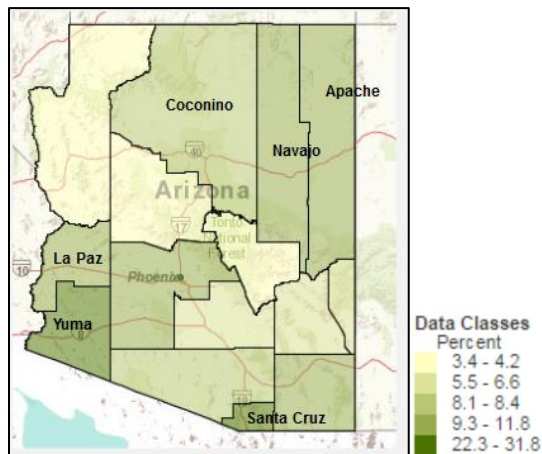 Coconino
Apache
Navajo
40
Arizona
Tonto
National
Forest
17
La Paz
10
Phoenix
Yuma
8
19
Santa Cruz
Data Classes
Percent
3.4 - 4.2
5.5 - 6.6
8.1 - 8.4
9.3 - 11.8
22.3 - 31.8